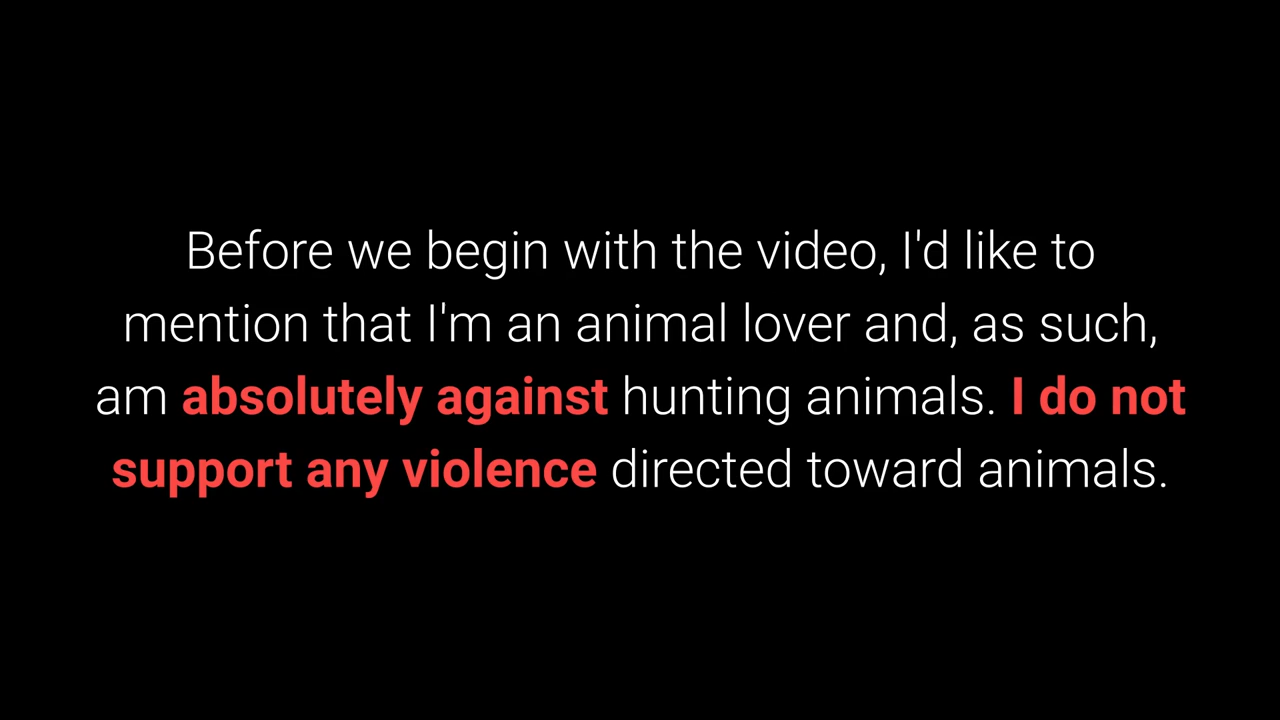 Before we begin with the video, I'd like to
mention that I'm an animal lover and, as such,
am absolutely against hunting animals. I do not
support any violence directed toward animals.